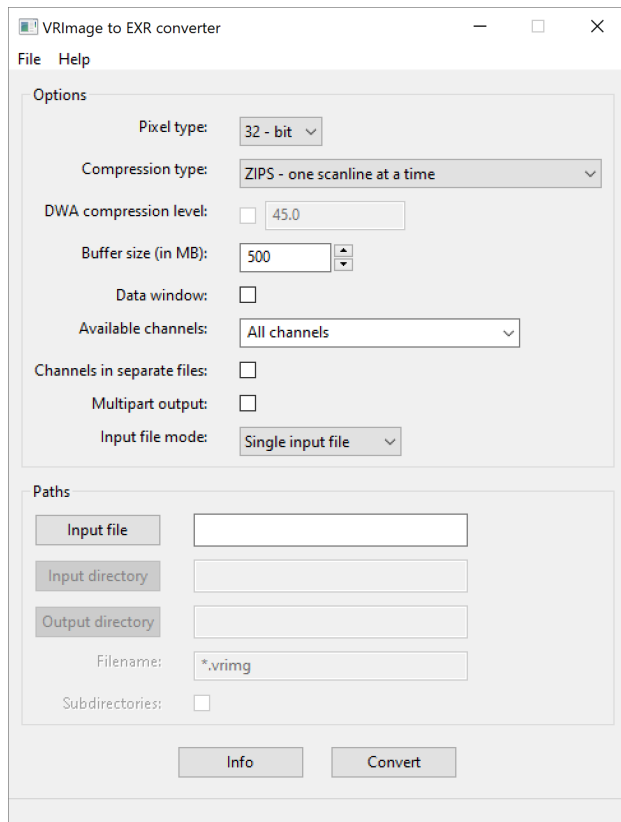 VRImage to EXR converter
File Help
Options
Pixel type: 32 - bit
Compression type: ZIPS - one scanline at a time
DWA compression level: 45.0
Buffer size (in MB): 500
Data window:
Available channels: All channels
Channels in separate files:
Multipart output:
Input file mode: Single input file
Paths
Input file
Input directory
Output directory
Filename: *.vrimg
Subdirectories:
Info Convert